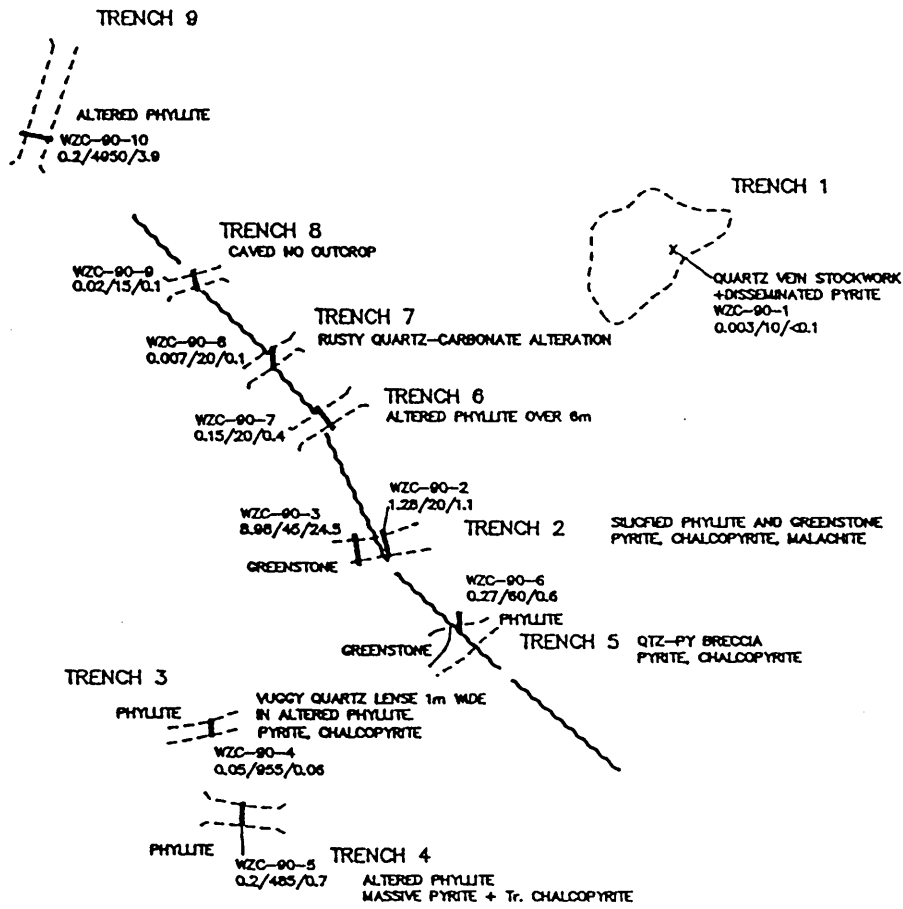 TRENCH 9
ALTERED PHYLLITE
WZC-90-10
0.2/4950/3.9
TRENCH 1
QUARTZ VEIN STOCKWORK
+DISSEMINATED PYRITE
WZC-90-1
0.003/10/<0.1
TRENCH 8
CAVED NO OUTCROP
WZC-90-9
0.02/15/0.1
TRENCH 7
RUSTY QUARTZ-CARBONATE ALTERATION
WZC-90-8
0.007/20/0.1
TRENCH 6
ALTERED PHYLLITE OVER 6m
WZC-90-7
0.15/20/0.4
WZC-90-2
1.28/20/1.1
WZC-90-3
8.98/46/24.5
GREENSTONE
TRENCH 2
SILICFIED PHYLLITE AND GREENSTONE
PYRITE, CHALCOPYRITE, MALACHITE
WZC-90-6
0.27/60/0.6
PHYLLITE
GREENSTONE
TRENCH 5
QTZ-PY BRECCIA
PYRITE, CHALCOPYRITE
TRENCH 3
PHYLLITE
VUGGY QUARTZ LENSE 1m WIDE
IN ALTERED PHYLLITE.
PYRITE, CHALCOPYRITE
WZC-90-4
0.05/955/0.06
PHYLLITE
WZC-90-5
0.2/485/0.7
TRENCH 4
ALTERED PHYLLITE
MASSIVE PYRITE + Tr. CHALCOPYRITE